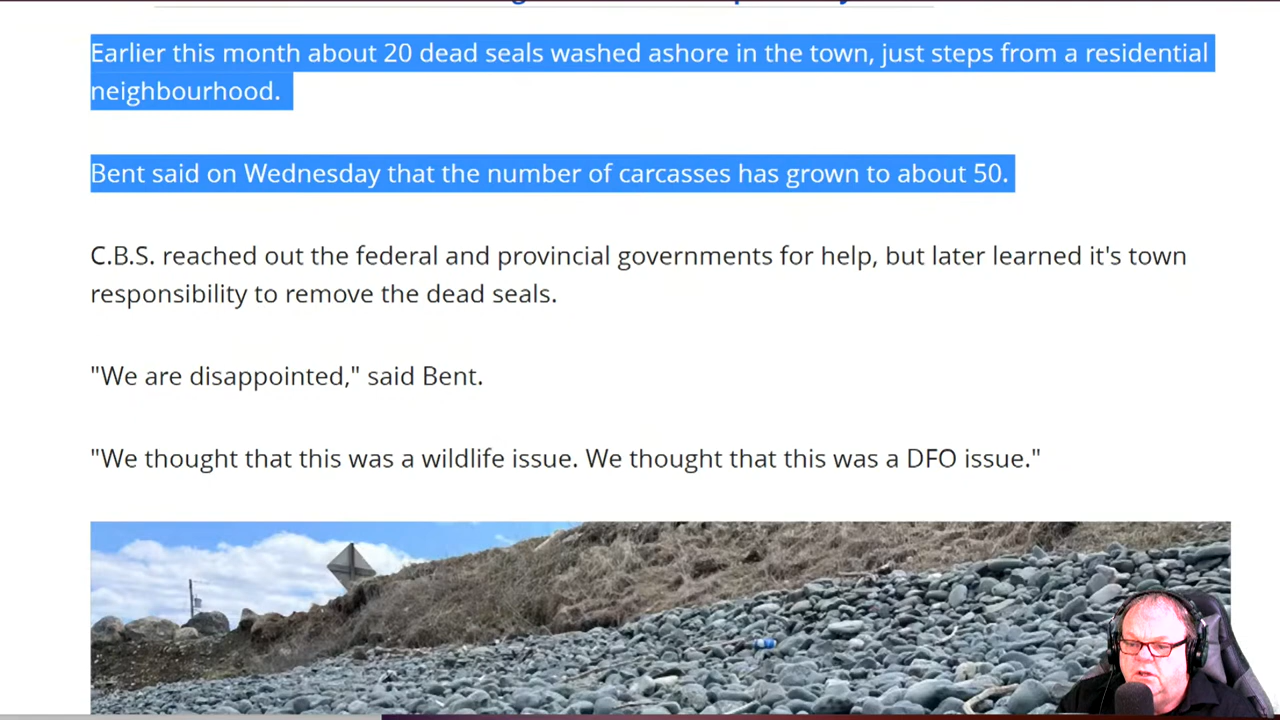 Earlier this month about 20 dead seals washed ashore in the town, just steps from a residential
neighbourhood.
Bent said on Wednesday that the number of carcasses has grown to about 50.
C.B.S. reached out the federal and provincial governments for help, but later learned it's town
responsibility to remove the dead seals.
"We are disappointed," said Bent.
"We thought that this was a wildlife issue. We thought that this was a DFO issue."